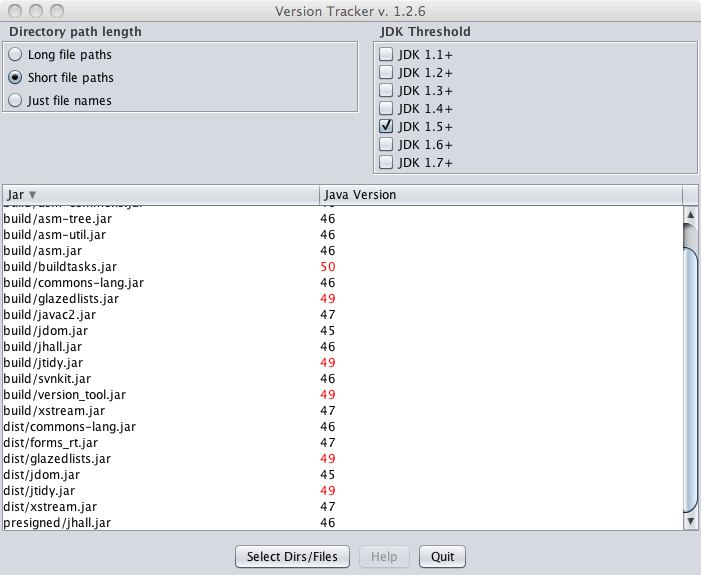 Version Tracker v. 1.2.6
Directory path length
Long file paths
Short file paths
Just file names
JDK Threshold
JDK 1.1+
JDK 1.2+
JDK 1.3+
JDK 1.4+
JDK 1.5+
JDK 1.6+
JDK 1.7+
Jar Java Version
build/asm-tree.jar 46
build/asm-util.jar 46
build/asm.jar 46
build/buildtasks.jar 50
build/commons-lang.jar 46
build/glazedlists.jar 49
build/javac2.jar 47
build/jdom.jar 45
build/jhall.jar 46
build/jtidy.jar 49
build/svnkit.jar 46
build/version_tool.jar 49
build/xstream.jar 47
dist/commons-lang.jar 46
dist/forms_rt.jar 47
dist/glazedlists.jar 49
dist/jdom.jar 45
dist/jtidy.jar 49
dist/xstream.jar 47
presigned/jhall.jar 46
Select Dirs/Files Help Quit